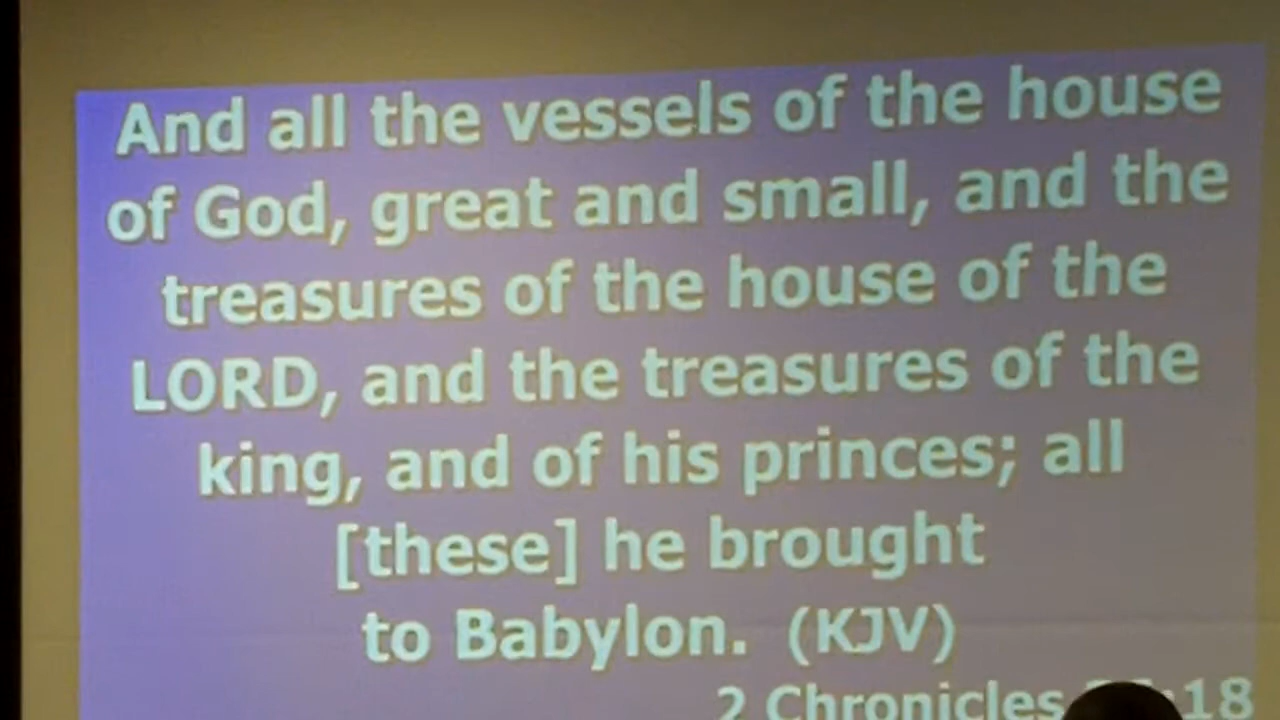 And all the vessels of the house
of God, great and small, and the
treasures of the house of the
LORD, and the treasures of the
king, and of his princes; all
[these] he brought
to Babylon. (KJV)
2 Chronicles :18